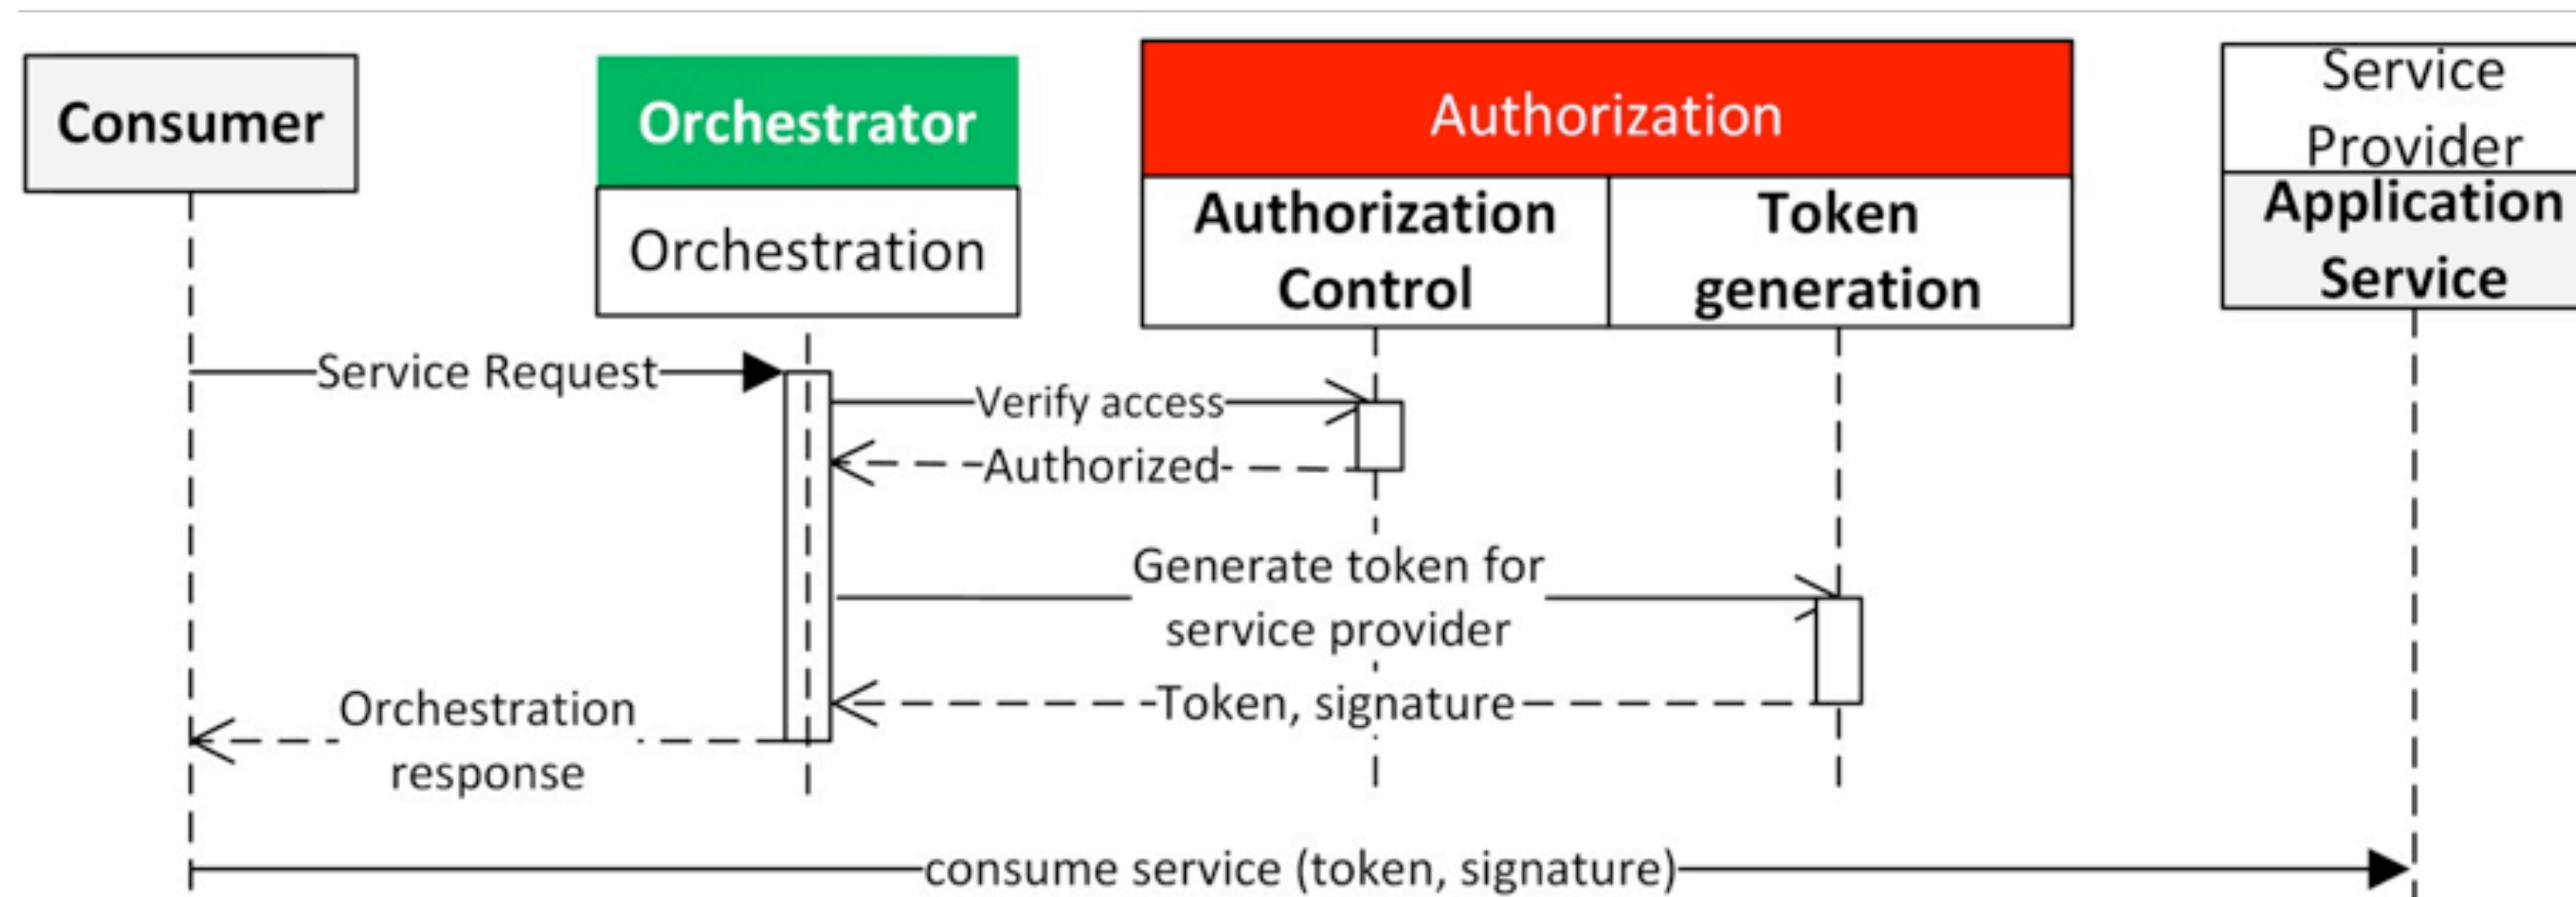 Consumer
Orchestrator
Orchestration
Authorization
Authorization
Control
Token
generation
Service
Provider
Application
Service
Service Request
Verify access
Authorized
Generate token for
service provider
Token, signature
Orchestration
response
consume service (token, signature)